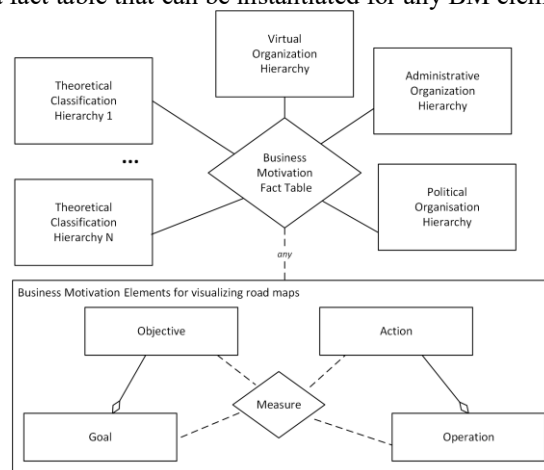 a fact table that can be instantiated for any BM elem
Virtual
Organization
Hierarchy
Theoretical
Classification
Hierarchy 1
Administrative
Organization
Hierarchy
...
Business
Motivation
Fact Table
Theoretical
Classification
Hierarchy N
Political
Organisation
Hierarchy
any
Business Motivation Elements for visualizing road maps
Objective
Action
Measure
Goal
Operation